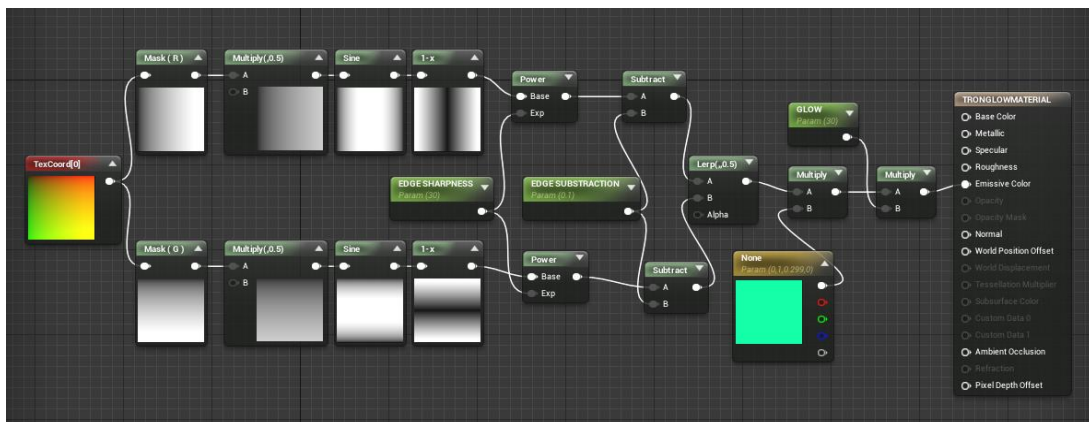 Mask ( R )
Multiply(,0.5)
A
B
Sine
1-x
Power
Base
Exp
Subtract
A
B
GLOW
Param (30)
TRONGLOWMATERIAL
Base Color
Metallic
Specular
Roughness
Emissive Color
Opacity
Opacity Mask
Normal
World Position Offset
World Displacement
Tessellation Multiplier
Subsurface Color
Custom Data 0
Custom Data 1
Ambient Occlusion
Refraction
Pixel Depth Offset
TexCoord[0]
EDGE SHARPNESS
Param (30)
EDGE SUBSTRACTION
Param (0.1)
Lerp(,,0.5)
A
B
Alpha
Multiply
A
B
Multiply
A
B
Mask ( G )
Multiply(,0.5)
A
B
Sine
1-x
Power
Base
Exp
Subtract
A
B
None
Param (0,1,0.299,0)